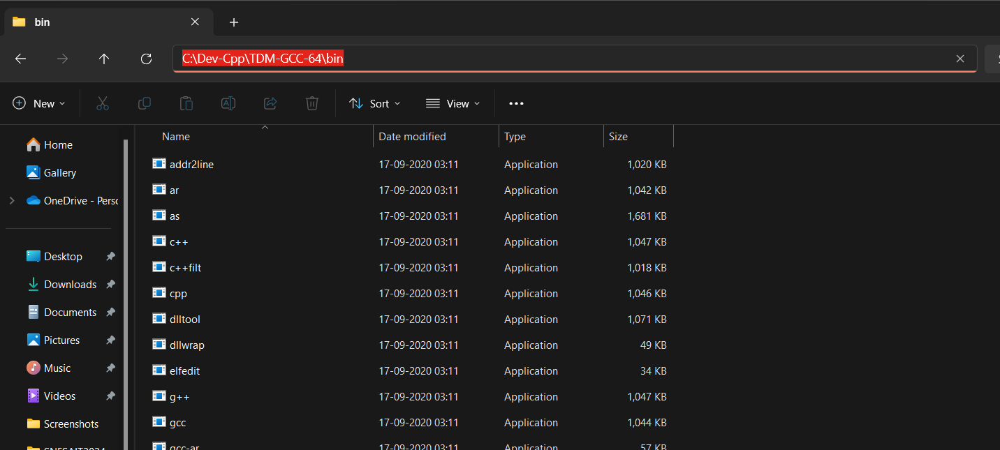 bin
C:\Dev-Cpp\TDM-GCC-64\bin
New Sort View
Name Date modified Type Size
Home
Gallery
OneDrive - Perso
Desktop
Downloads
Documents
Pictures
Music
Videos
Screenshots
addr2line 17-09-2020 03:11 Application 1,020 KB
ar 17-09-2020 03:11 Application 1,042 KB
as 17-09-2020 03:11 Application 1,681 KB
c++ 17-09-2020 03:11 Application 1,047 KB
c++filt 17-09-2020 03:11 Application 1,018 KB
cpp 17-09-2020 03:11 Application 1,046 KB
dlltool 17-09-2020 03:11 Application 1,071 KB
dllwrap 17-09-2020 03:11 Application 49 KB
elfedit 17-09-2020 03:11 Application 34 KB
g++ 17-09-2020 03:11 Application 1,047 KB
gcc 17-09-2020 03:11 Application 1,044 KB
gcc-ar 17-09-2020 03:11 Application 57 KB